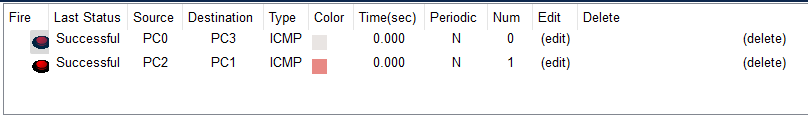 Fire Last Status Source Destination Type Color Time(sec) Periodic Num Edit Delete
Successful PC0 PC3 ICMP 0.000 N 0 (edit) (delete)
Successful PC2 PC1 ICMP 0.000 N 1 (edit) (delete)